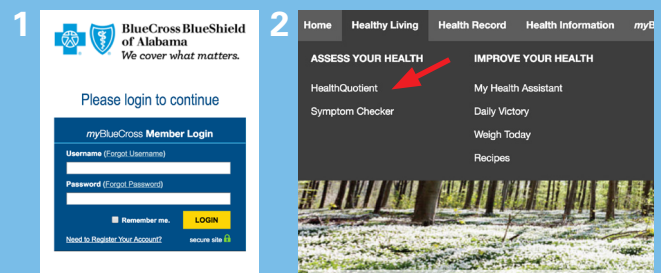 1
BlueCross BlueShield
of Alabama
We cover what matters.
Please login to continue
myBlueCross Member Login
Username (Forgot Username)
Password (Forgot Password)
Remember me.
LOGIN
Need to Register Your Account?
secure site
2
Home Healthy Living Health Record Health Information myB
ASSESS YOUR HEALTH
HealthQuotient
Symptom Checker
IMPROVE YOUR HEALTH
My Health Assistant
Daily Victory
Weigh Today
Recipes